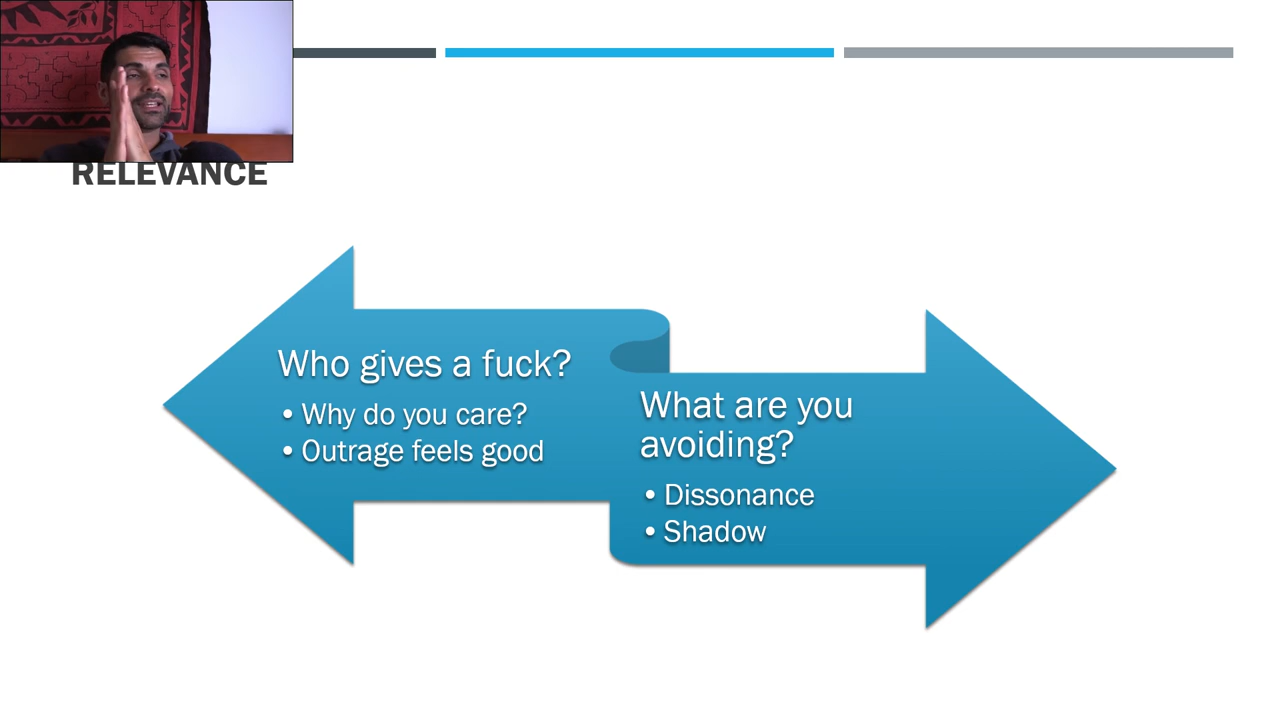 RELEVANCE
Who gives a fuck?
• Why do you care?
• Outrage feels good
What are you
avoiding?
• Dissonance
• Shadow